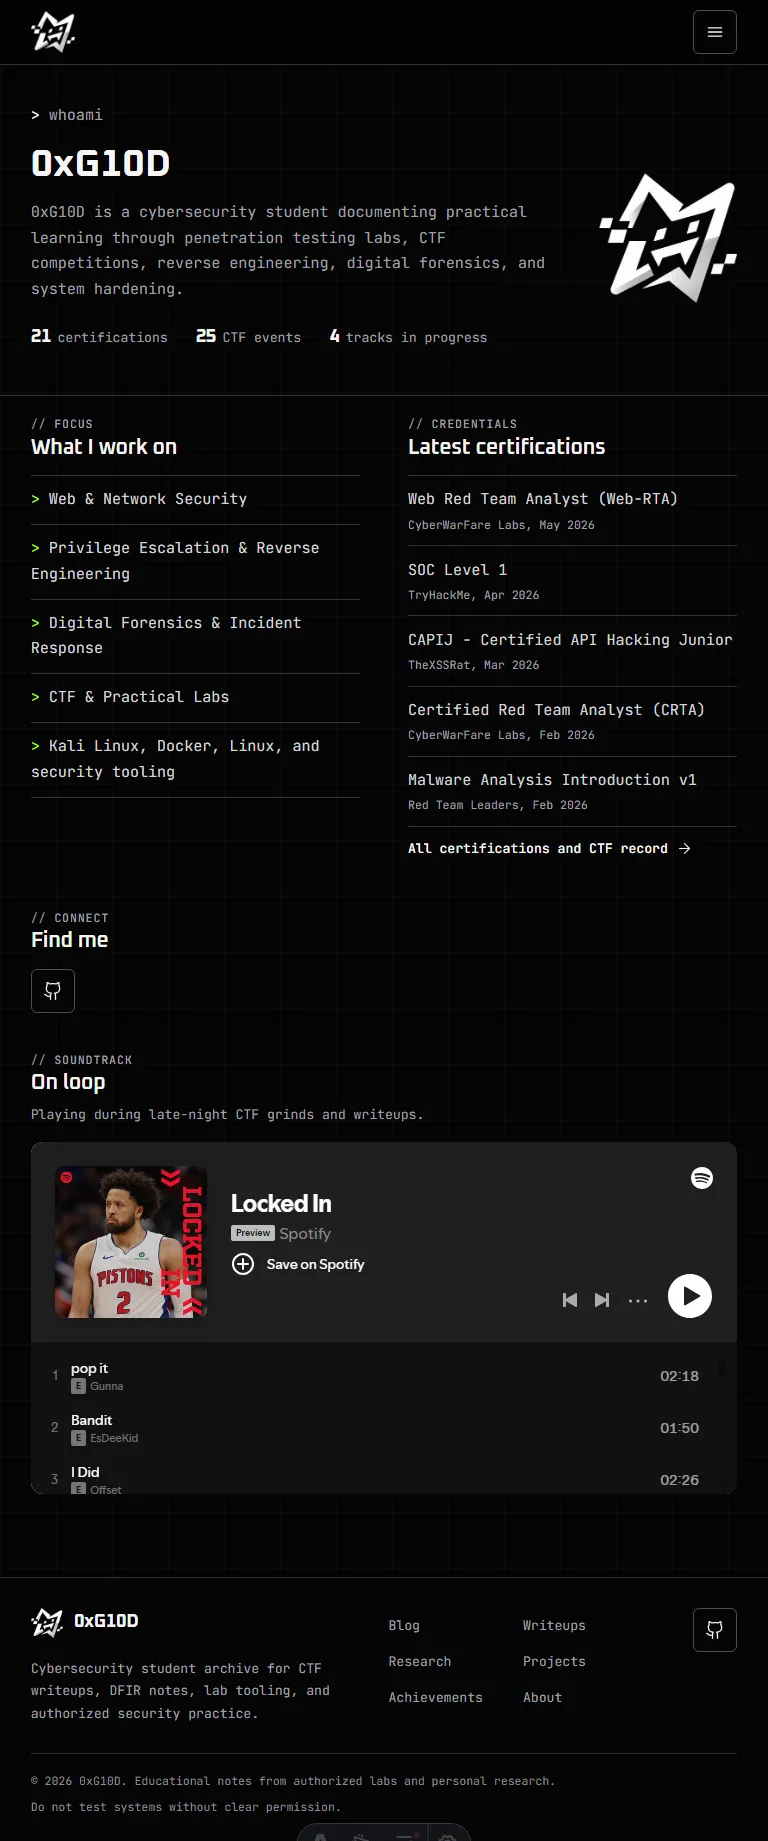 > whoami
0xG10D
0xG10D is a cybersecurity student documenting practical
learning through penetration testing labs, CTF
competitions, reverse engineering, digital forensics, and
system hardening.
21 certifications 25 CTF events 4 tracks in progress
// FOCUS
What I work on
> Web & Network Security
> Privilege Escalation & Reverse
Engineering
> Digital Forensics & Incident
Response
> CTF & Practical Labs
> Kali Linux, Docker, Linux, and
security tooling
// CREDENTIALS
Latest certifications
Web Red Team Analyst (Web-RTA)
CyberWarFare Labs, May 2026
SOC Level 1
TryHackMe, Apr 2026
CAPIJ - Certified API Hacking Junior
TheXSSRat, Mar 2026
Certified Red Team Analyst (CRTA)
CyberWarFare Labs, Feb 2026
Malware Analysis Introduction v1
Red Team Leaders, Feb 2026
All certifications and CTF record →
// CONNECT
Find me
// SOUNDTRACK
On loop
Playing during late-night CTF grinds and writeups.
LOCKED
IN
PISTONS
2
Locked In
Preview Spotify
Save on Spotify
1 pop it 02:18
E Gunna
2 Bandit 01:50
E EsDeeKid
3 I Did 02:26
E Offset
0xG10D
Cybersecurity student archive for CTF
writeups, DFIR notes, lab tooling, and
authorized security practice.
Blog
Research
Achievements
Writeups
Projects
About
© 2026 0xG10D. Educational notes from authorized labs and personal research.
Do not test systems without clear permission.